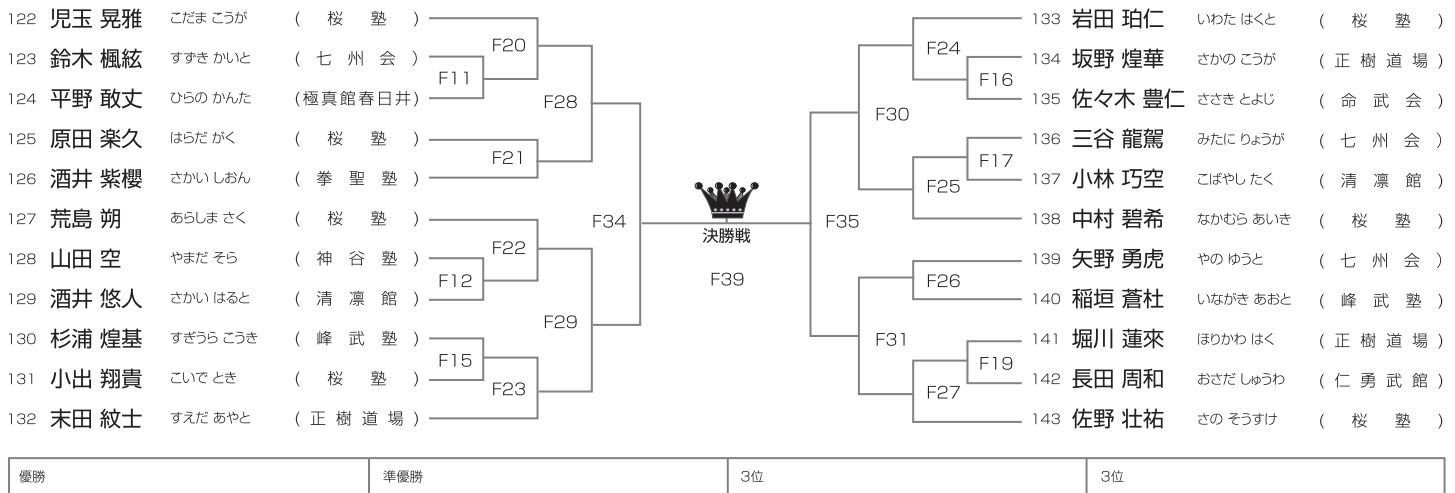 122 児玉 晃雅 こだま こうが ( 桜 塾 )
123 鈴木 楓絃 すずき かいと ( 七 州 会 )
124 平野 敢丈 ひらの かんた (極真館春日井)
125 原田 楽久 はらだ がく ( 桜 塾 )
126 酒井 紫櫻 さかい しおん ( 拳 聖 塾 )
127 荒島 朔 あらしま さく ( 桜 塾 )
128 山田 空 やまだ そら ( 神 谷 塾 )
129 酒井 悠人 さかい はると ( 清 凛 館 )
130 杉浦 煌基 すぎうら こうき ( 峰 武 塾 )
131 小出 翔貴 こいで とき ( 桜 塾 )
132 末田 紋士 すえだ あやと ( 正 樹 道 場 )
F20
F11
F28
F21
F34
F22
F12
F29
F15
F23
決勝戦
F39
F24
F16
F30
F17
F25
F35
F26
F31
F19
F27
133 岩田 珀仁 いわた はくと ( 桜 塾 )
134 坂野 煌華 さかの こうが ( 正 樹 道 場 )
135 佐々木 豊仁 ささき とよじ ( 命 武 会 )
136 三谷 龍駕 みたに りょうが ( 七 州 会 )
137 小林 巧空 こばやし たく ( 清 凛 館 )
138 中村 碧希 なかむら あいき ( 桜 塾 )
139 矢野 勇虎 やの ゆうと ( 七 州 会 )
140 稲垣 蒼杜 いながき あおと ( 峰 武 塾 )
141 堀川 蓮來 ほりかわ はく ( 正 樹 道 場 )
142 長田 周和 おさだ しゅうわ ( 仁 勇 武 館 )
143 佐野 壮祐 さの そうすけ ( 桜 塾 )
優勝
準優勝
3位
3位